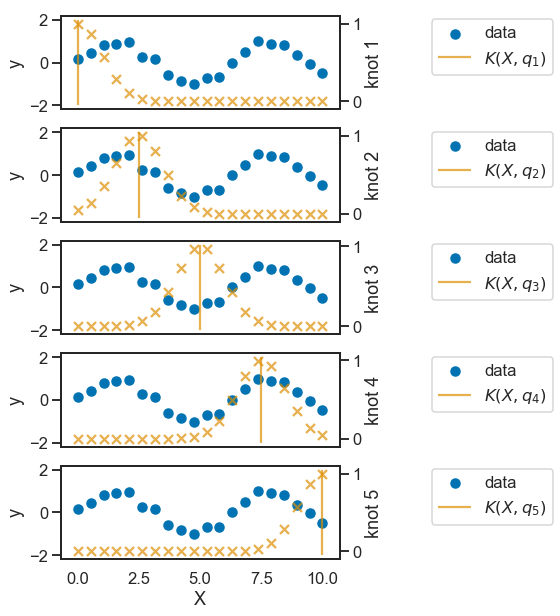 2
0
−2
y
1
0
knot 1
data
K(X, q₁)
2
0
−2
y
1
0
knot 2
data
K(X, q₂)
2
0
−2
y
1
0
knot 3
data
K(X, q₃)
2
0
−2
y
1
0
knot 4
data
K(X, q₄)
2
0
−2
y
1
0
knot 5
data
K(X, q₅)
0.0 2.5 5.0 7.5 10.0
X